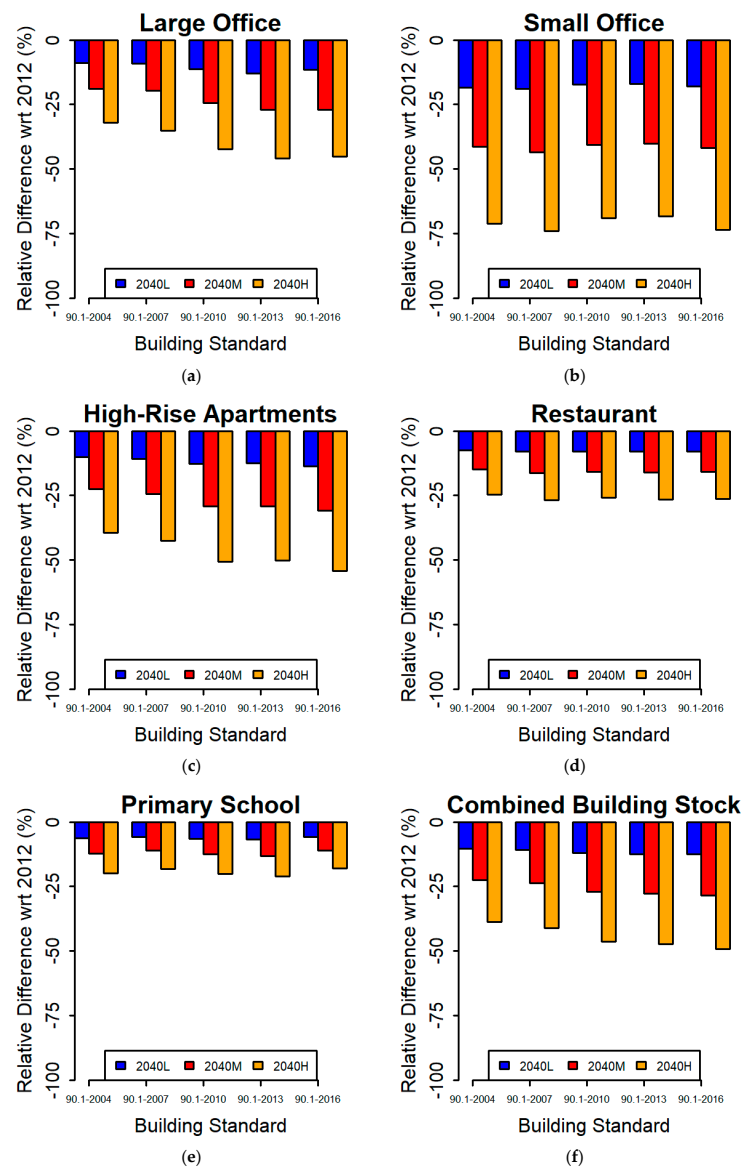 Large Office
Relative Difference wrt 2012 (%)
0
-25
-50
-75
-100
2040L 2040M 2040H
90.1-2004 90.1-2007 90.1-2010 90.1-2013 90.1-2016
Building Standard
(a)
Small Office
Relative Difference wrt 2012 (%)
0
-25
-50
-75
-100
2040L 2040M 2040H
90.1-2004 90.1-2007 90.1-2010 90.1-2013 90.1-2016
Building Standard
(b)
High-Rise Apartments
Relative Difference wrt 2012 (%)
0
-25
-50
-75
-100
2040L 2040M 2040H
90.1-2004 90.1-2007 90.1-2010 90.1-2013 90.1-2016
Building Standard
(c)
Restaurant
Relative Difference wrt 2012 (%)
0
-25
-50
-75
-100
2040L 2040M 2040H
90.1-2004 90.1-2007 90.1-2010 90.1-2013 90.1-2016
Building Standard
(d)
Primary School
Relative Difference wrt 2012 (%)
0
-25
-50
-75
-100
2040L 2040M 2040H
90.1-2004 90.1-2007 90.1-2010 90.1-2013 90.1-2016
Building Standard
(e)
Combined Building Stock
Relative Difference wrt 2012 (%)
0
-25
-50
-75
-100
2040L 2040M 2040H
90.1-2004 90.1-2007 90.1-2010 90.1-2013 90.1-2016
Building Standard
(f)